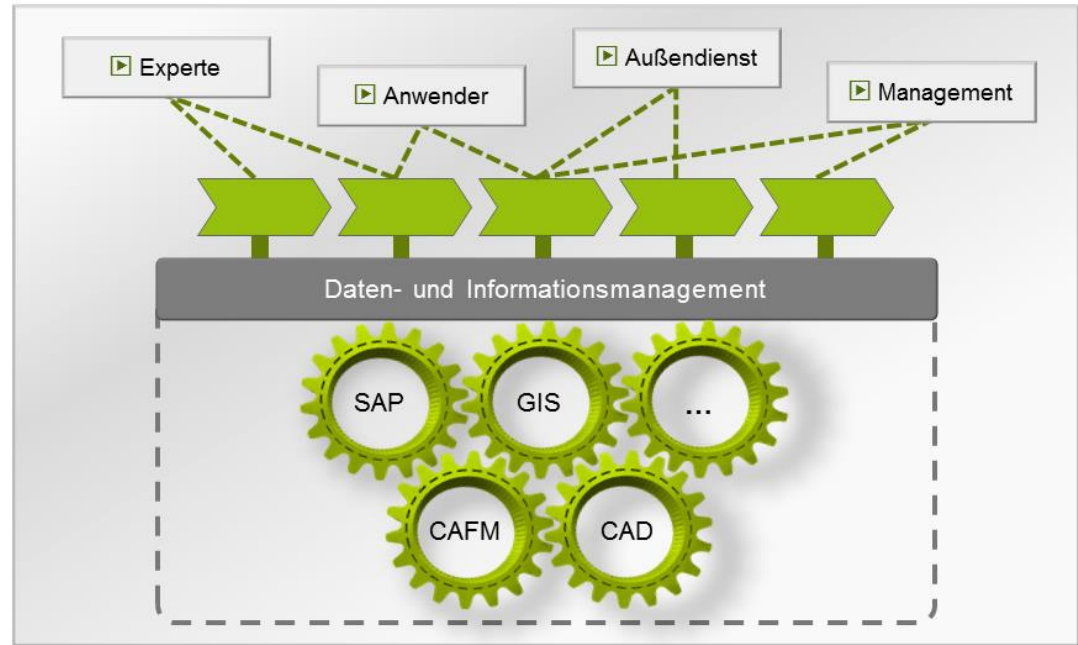 Experte
Anwender
Außendienst
Management
Daten- und Informationsmanagement
SAP
GIS
...
CAFM
CAD